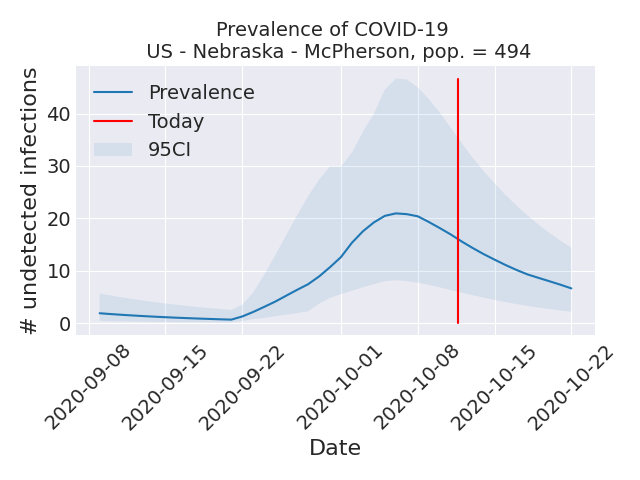 Prevalence of COVID-19
US - Nebraska - McPherson, pop. = 494
Prevalence
Today
95CI
# undetected infections
40
30
20
10
0
2020-09-08
2020-09-15
2020-09-22
2020-10-01
2020-10-08
2020-10-15
2020-10-22
Date